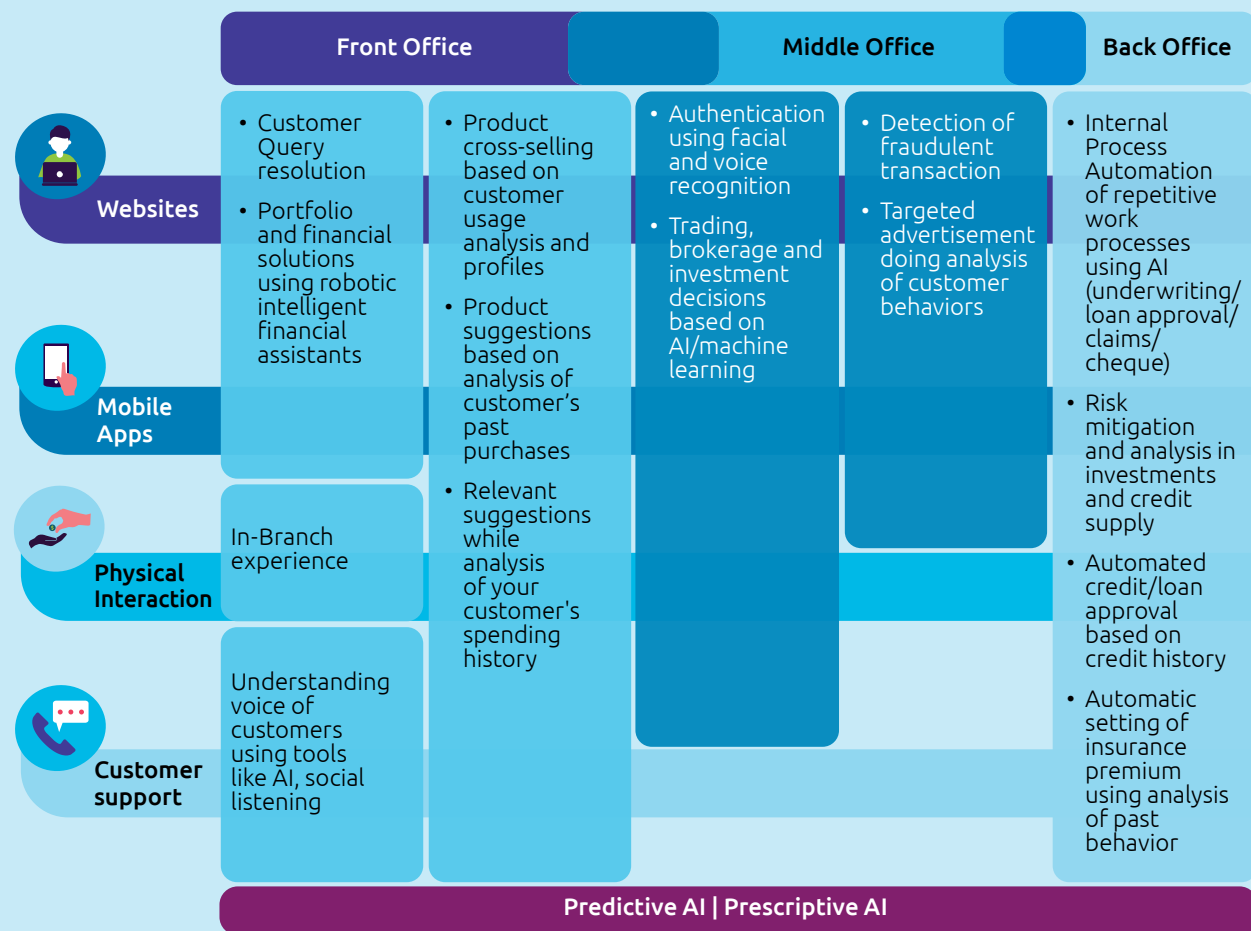 Front Office
Middle Office
Back Office
Websites
Mobile
Apps
Physical
Interaction
Customer
support
• Customer
Query
resolution
• Portfolio
and financial
solutions
using robotic
intelligent
financial
assistants
In-Branch
experience
Understanding
voice of
customers
using tools
like AI, social
listening
• Product
cross-selling
based on
customer
usage
analysis and
profiles
• Product
suggestions
based on
analysis of
customer’s
past
purchases
• Relevant
suggestions
while
analysis
of your
customer's
spending
history
• Authentication
using facial
and voice
recognition
• Trading,
brokerage and
investment
decisions
based on
AI/machine
learning
• Detection of
fraudulent
transaction
• Targeted
advertisement
doing analysis
of customer
behaviors
• Internal
Process
Automation
of repetitive
work
processes
using AI
(underwriting/
loan approval/
claims/
cheque)
• Risk
mitigation
and analysis in
investments
and credit
supply
• Automated
credit/loan
approval
based on
credit history
• Automatic
setting of
insurance
premium
using analysis
of past
behavior
Predictive AI | Prescriptive AI